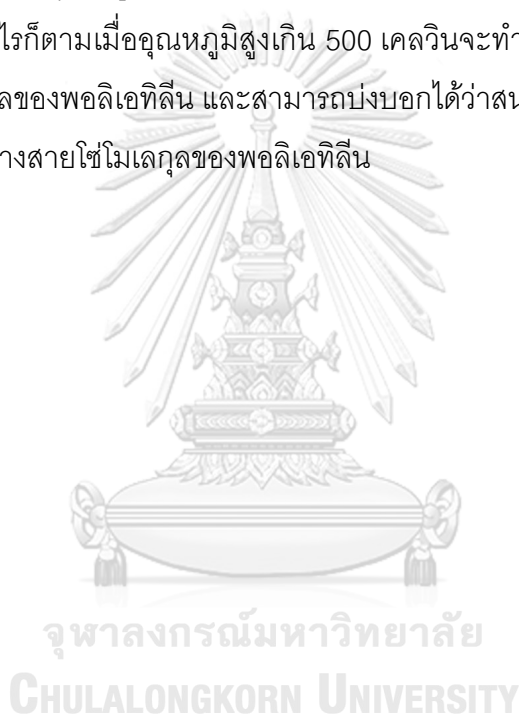 ไรก็ตามเมื่ออุณหภูมิสูงเกิน 500 เคลวินจะทำ
ลของพอลิเอทิลีน และสามารถบ่งบอกได้ว่าสน
างสายโซ่โมเลกุลของพอลิเอทิลีน
จุฬาลงกรณ์มหาวิทยาลัย
CHULALONGKORN UNIVERSITY